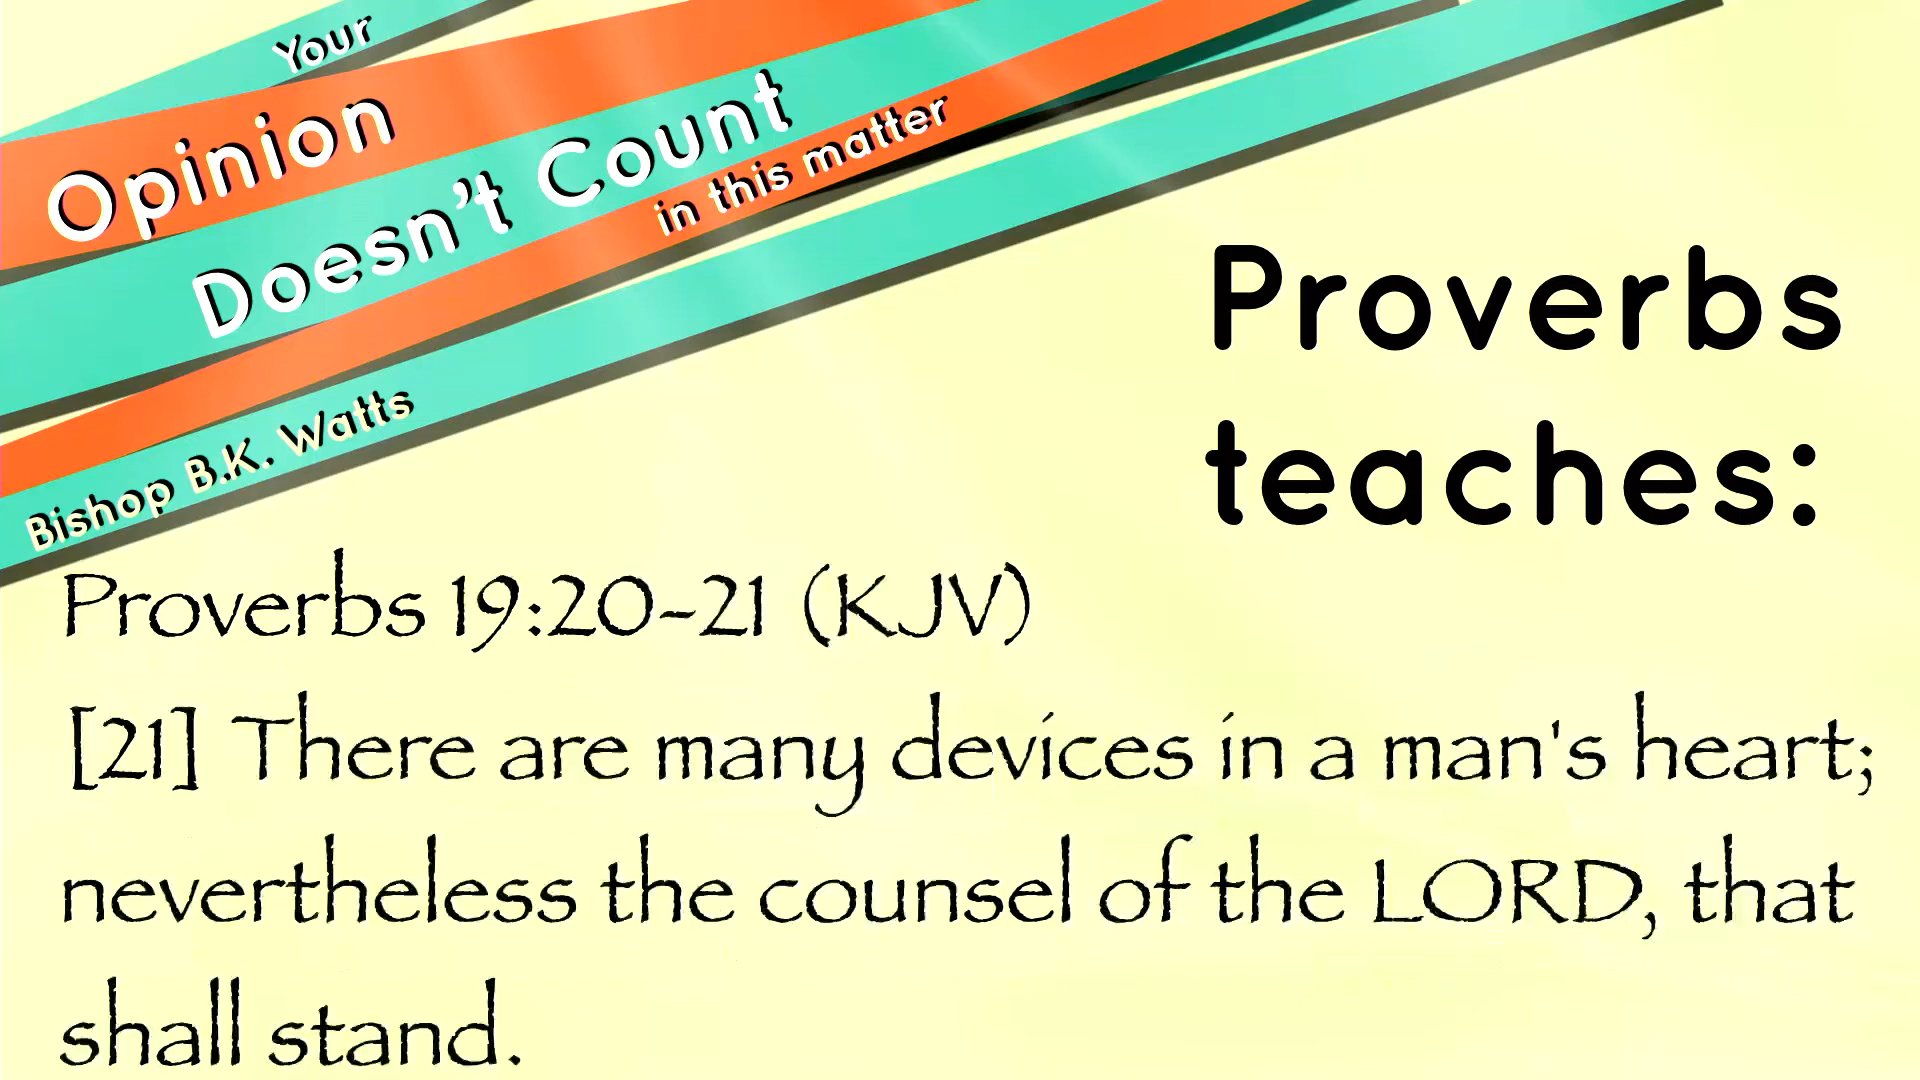 Your
Opinion
Doesn't Count
in this matter
Bishop B.K. Watts
Proverbs
teaches:
Proverbs 19:20-21 (KJV)
[21] There are many devices in a man's heart;
nevertheless the counsel of the LORD, that
shall stand.